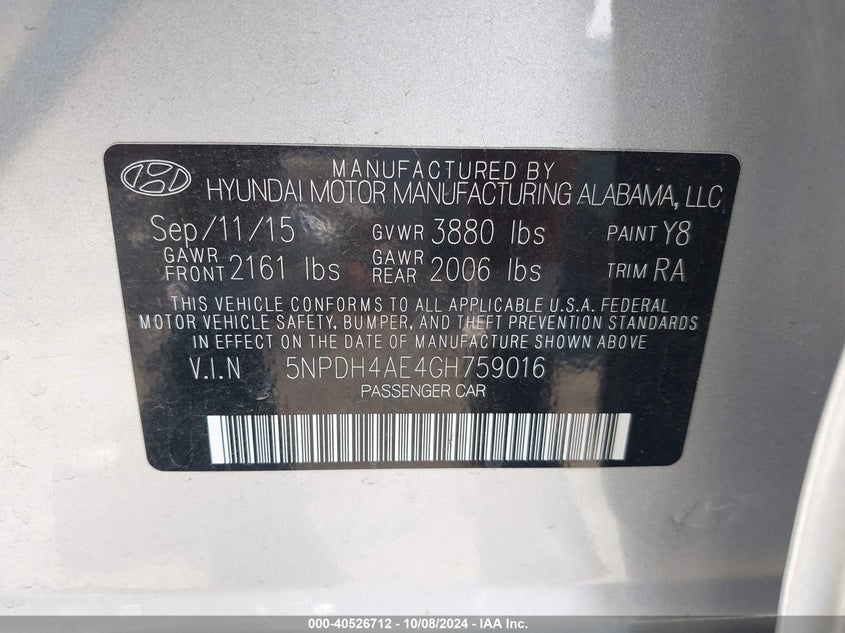 MANUFACTURED BY
HYUNDAI MOTOR MANUFACTURING ALABAMA, LLC
Sep/11/15 GVWR 3880 lbs PAINT Y8
GAWR FRONT 2161 lbs GAWR REAR 2006 lbs TRIM RA
THIS VEHICLE CONFORMS TO ALL APPLICABLE U.S.A. FEDERAL
MOTOR VEHICLE SAFETY, BUMPER, AND THEFT PREVENTION STANDARDS
IN EFFECT ON THE DATE OF MANUFACTURE SHOWN ABOVE
V.I.N 5NPDH4AE4GH759016
PASSENGER CAR
000-40526712 - 10/08/2024 - IAA Inc.